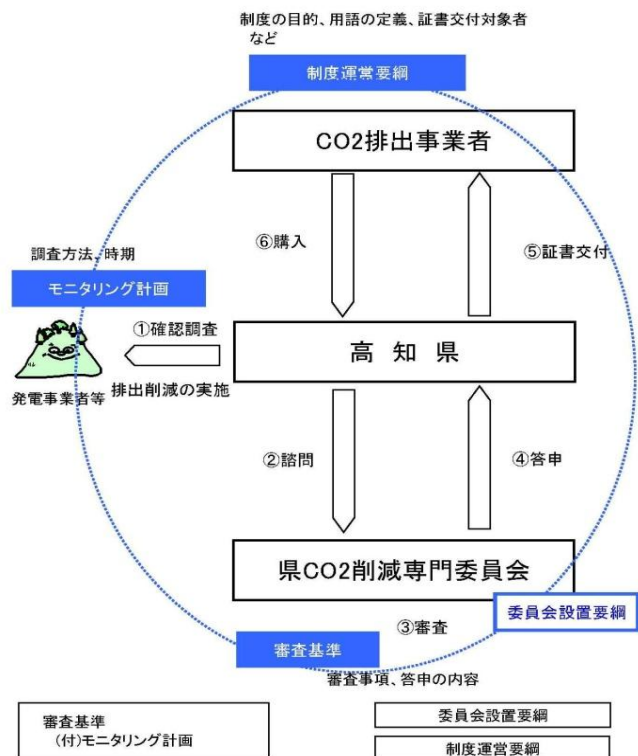 制度の目的、用語の定義、証書交付対象者
など
制度運営要綱
CO2排出事業者
⑥購入
⑤証書交付
調査方法、時期
モニタリング計画
①確認調査
高 知 県
発電事業者等
排出削減の実施
②諮問
④答申
県CO2削減専門委員会
委員会設置要綱
③審査
審査基準
審査事項、答申の内容
審査基準
(付)モニタリング計画
委員会設置要綱
制度運営要綱